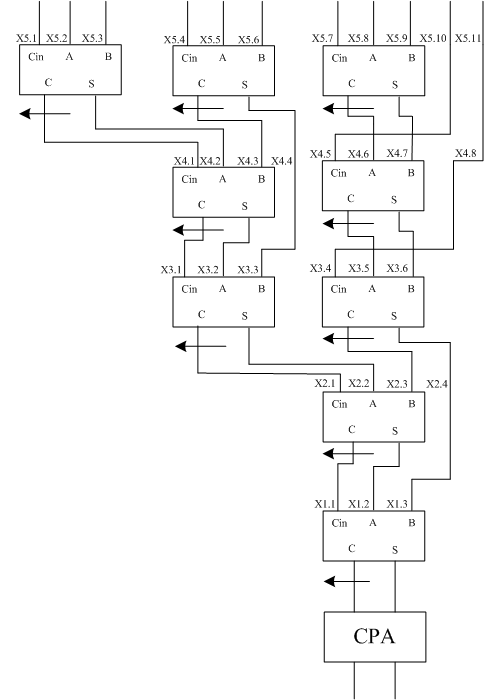 X5.1 X5.2 X5.3 X5.4 X5.5 X5.6 X5.7 X5.8 X5.9 X5.10 X5.11
Cin A B Cin A B Cin A B
C S C S C S
X4.1 X4.2 X4.3 X4.4 X4.5 X4.6 X4.7 X4.8
Cin A B Cin A B
C S C S
X3.1 X3.2 X3.3 X3.4 X3.5 X3.6
Cin A B Cin A B
C S C S
X2.1 X2.2 X2.3 X2.4
Cin A B
C S
X1.1 X1.2 X1.3
Cin A B
C S
CPA